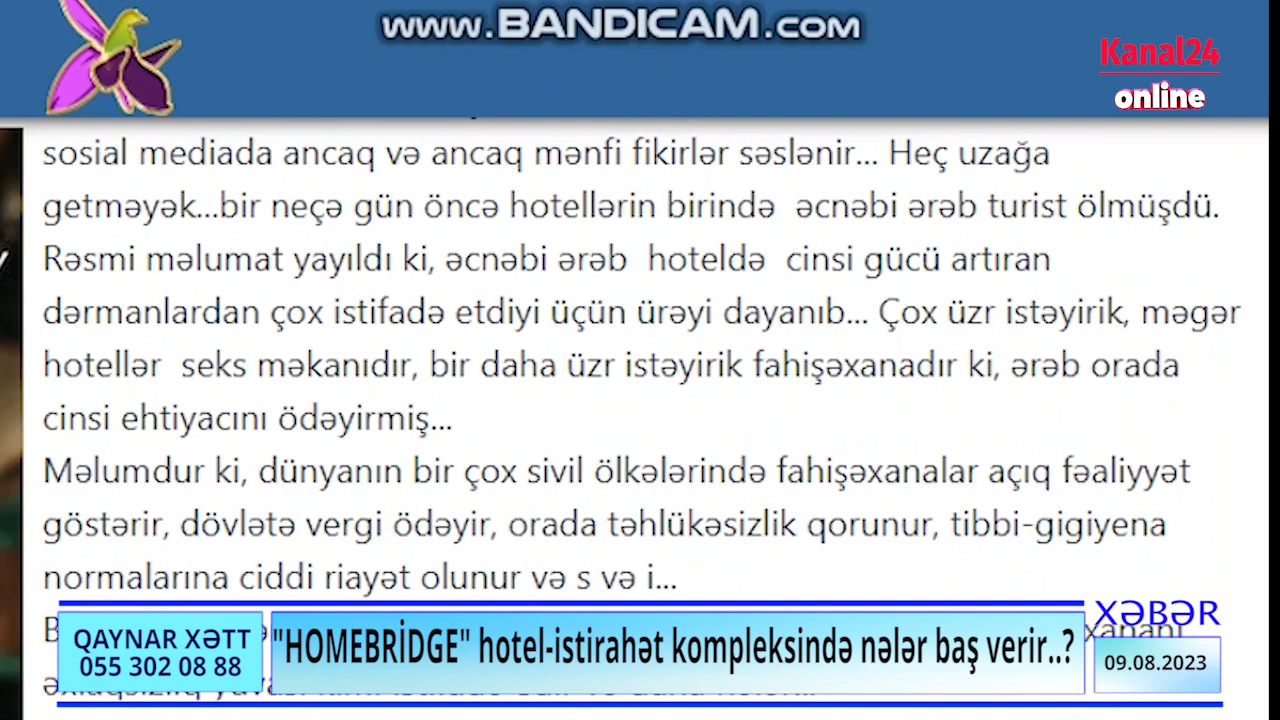 www.BANDICAM.com
Kanal24
online
sosial mediada ancaq və ancaq mənfi fikirlər səslənir... Heç uzağa
getməyək...bir neçə gün öncə hotellərin birində əcnəbi ərəb turist ölmüşdü.
Rəsmi məlumat yayıldı ki, əcnəbi ərəb hoteldə cinsi gücü artıran
dərmanlardan çox istifadə etdiyi üçün ürəyi dayanıb... Çox üzr istəyirik, məgər
hotellər seks məkanıdır, bir daha üzr istəyirik fahişəxanadır ki, ərəb orada
cinsi ehtiyacını ödəyirmiş...
Məlumdur ki, dünyanın bir çox sivil ölkələrində fahişəxanalar açıq fəaliyyət
göstərir, dövlətə vergi ödəyir, orada təhlükəsizlik qorunur, tibbi-gigiyena
normalarına ciddi riayət olunur və s və i...
QAYNAR XƏTT
055 302 08 88
"HOMEBRİDGE" hotel-istirahət kompleksində nələr baş verir..?
XƏBƏR
09.08.2023